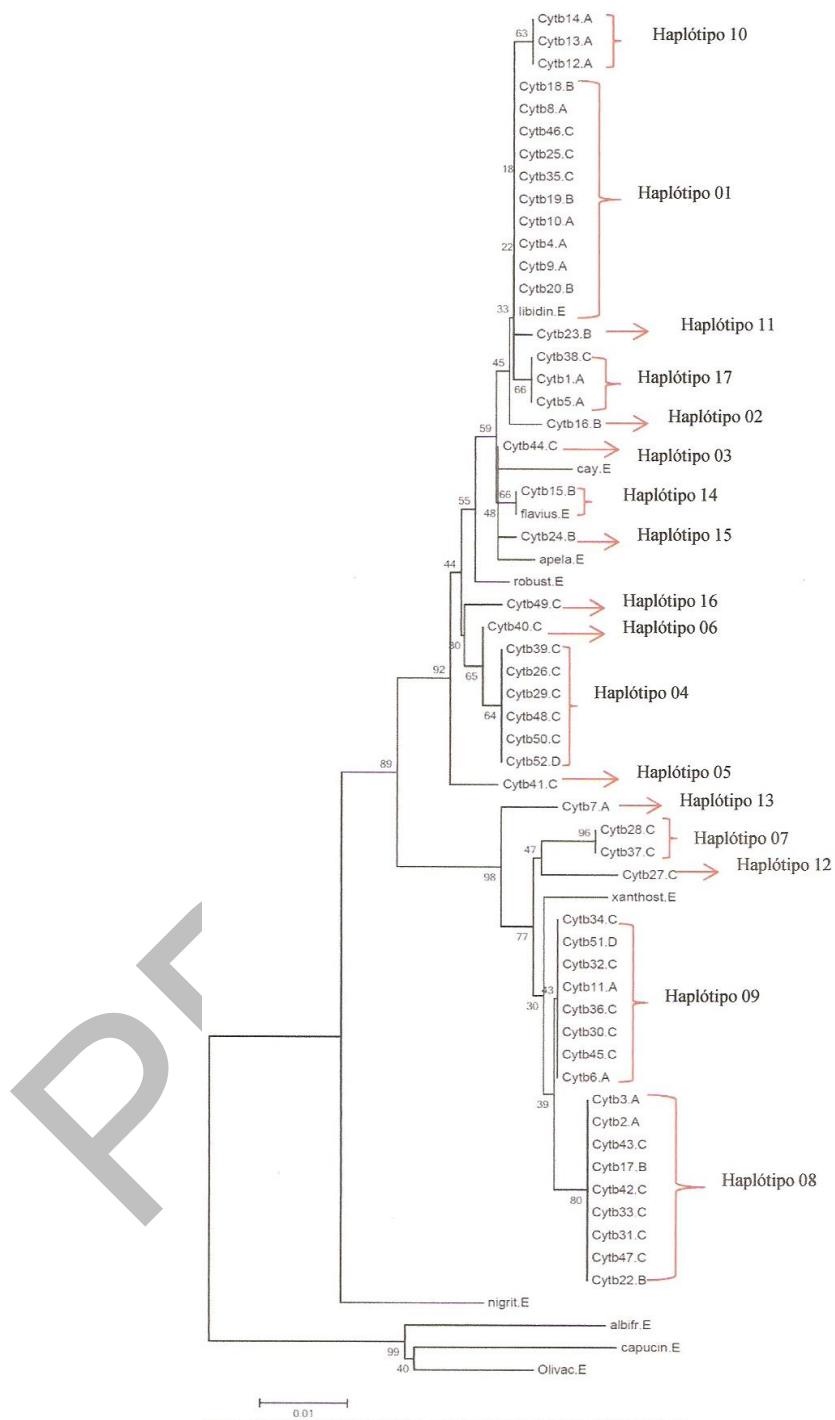 Cytb14.A
63
Cytb13.A
Haplótipo 10
Cytb12.A
Cytb18.B
Cytb8.A
Cytb46.C
Cytb25.C
18
Cytb35.C
Haplótipo 01
Cytb19.B
Cytb10.A
22
Cytb4.A
Cytb9.A
Cytb20.B
33
libidin.E
Cytb23.B
Haplótipo 11
Cytb38.C
45
Cytb1.A
Haplótipo 17
66
Cytb5.A
Cytb16.B
Haplótipo 02
59
Cytb44.C
Haplótipo 03
cay.E
66
Cytb15.B
Haplótipo 14
55
48
flavius.E
Cytb24.B
Haplótipo 15
apela.E
44
robust.E
Cytb49.C
Haplótipo 16
Cytb40.C
Haplótipo 06
30
Cytb39.C
92
65
Cytb26.C
Cytb29.C
Haplótipo 04
64
Cytb48.C
Cytb50.C
Cytb52.D
89
Cytb41.C
Haplótipo 05
Cytb7.A
Haplótipo 13
96
Cytb28.C
Haplótipo 07
47
Cytb37.C
98
Cytb27.C
Haplótipo 12
xanthost.E
Cytb34.C
77
Cytb51.D
Cytb32.C
43
Cytb11.A
Haplótipo 09
30
Cytb36.C
Cytb30.C
Cytb45.C
Cytb6.A
39
Cytb3.A
Cytb2.A
Cytb43.C
Cytb17.B
80
Cytb42.C
Haplótipo 08
Cytb33.C
Cytb31.C
Cytb47.C
Cytb22.B
nigrit.E
albifr.E
99
capucin.E
40
Olivac.E
0.01